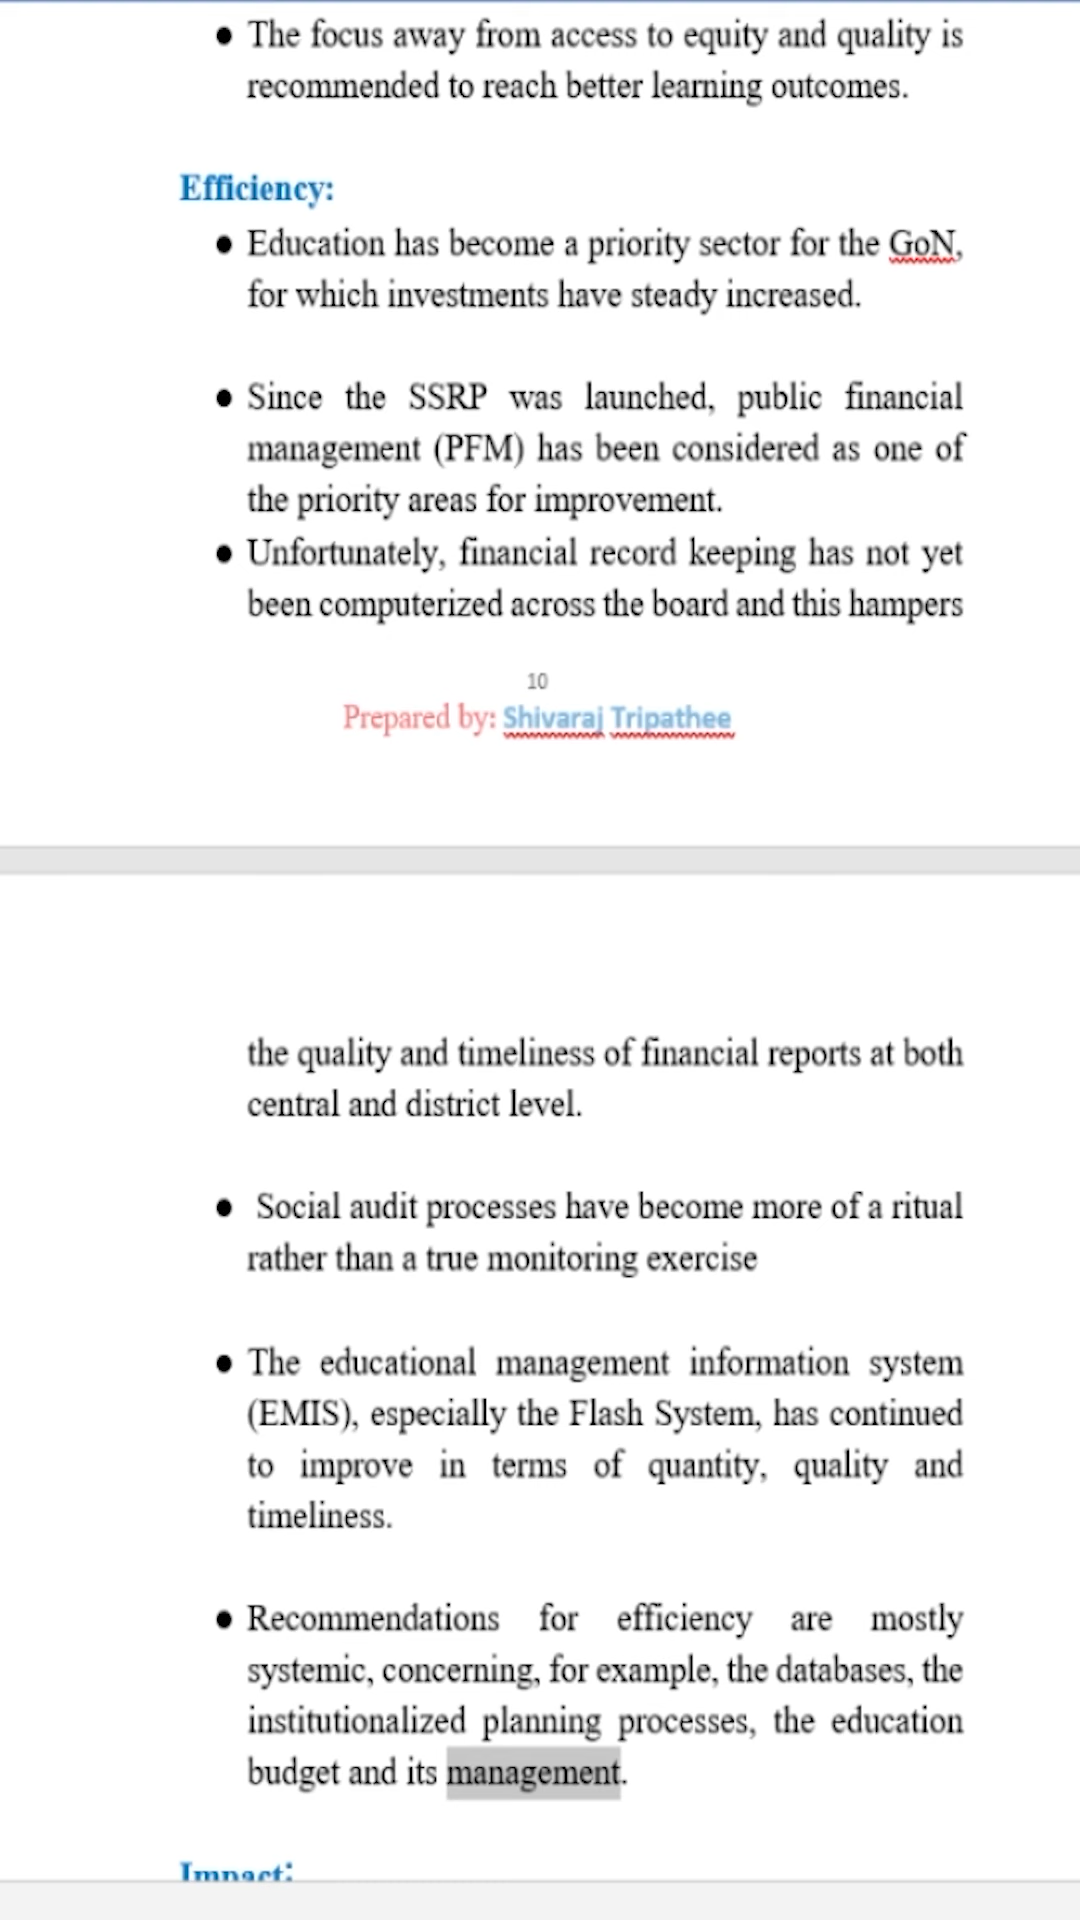 ● The focus away from access to equity and quality is
recommended to reach better learning outcomes.
Efficiency:
● Education has become a priority sector for the GoN,
for which investments have steady increased.
● Since the SSRP was launched, public financial
management (PFM) has been considered as one of
the priority areas for improvement.
● Unfortunately, financial record keeping has not yet
been computerized across the board and this hampers
10
Prepared by: Shivaraj Tripathee
the quality and timeliness of financial reports at both
central and district level.
● Social audit processes have become more of a ritual
rather than a true monitoring exercise
● The educational management information system
(EMIS), especially the Flash System, has continued
to improve in terms of quantity, quality and
timeliness.
● Recommendations for efficiency are mostly
systemic, concerning, for example, the databases, the
institutionalized planning processes, the education
budget and its management.
Impact: